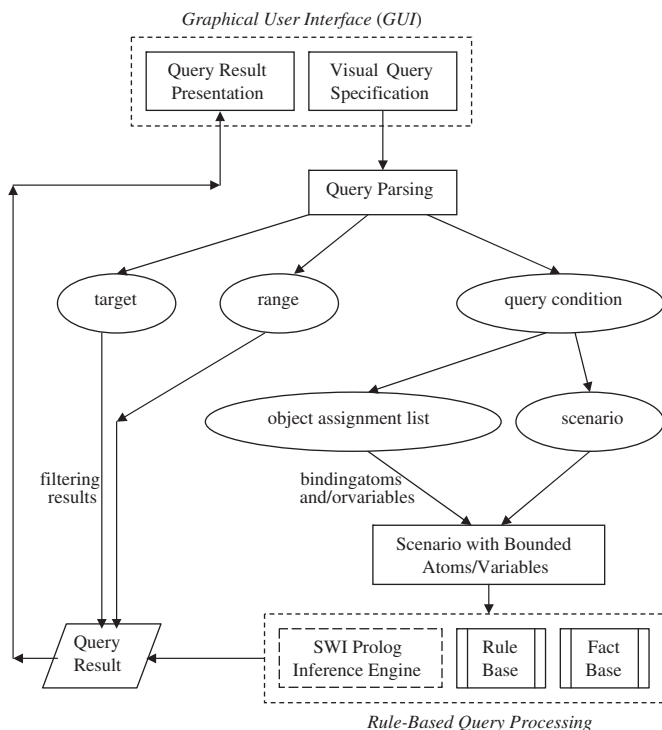 Graphical User Interface (GUI)
Query Result
Presentation
Visual Query
Specification
Query Parsing
target
range
query condition
object assignment list
scenario
filtering
results
bindingatoms
and/orvariables
Scenario with Bounded
Atoms/Variables
Query
Result
SWI Prolog
Inference Engine
Rule
Base
Fact
Base
Rule-Based Query Processing